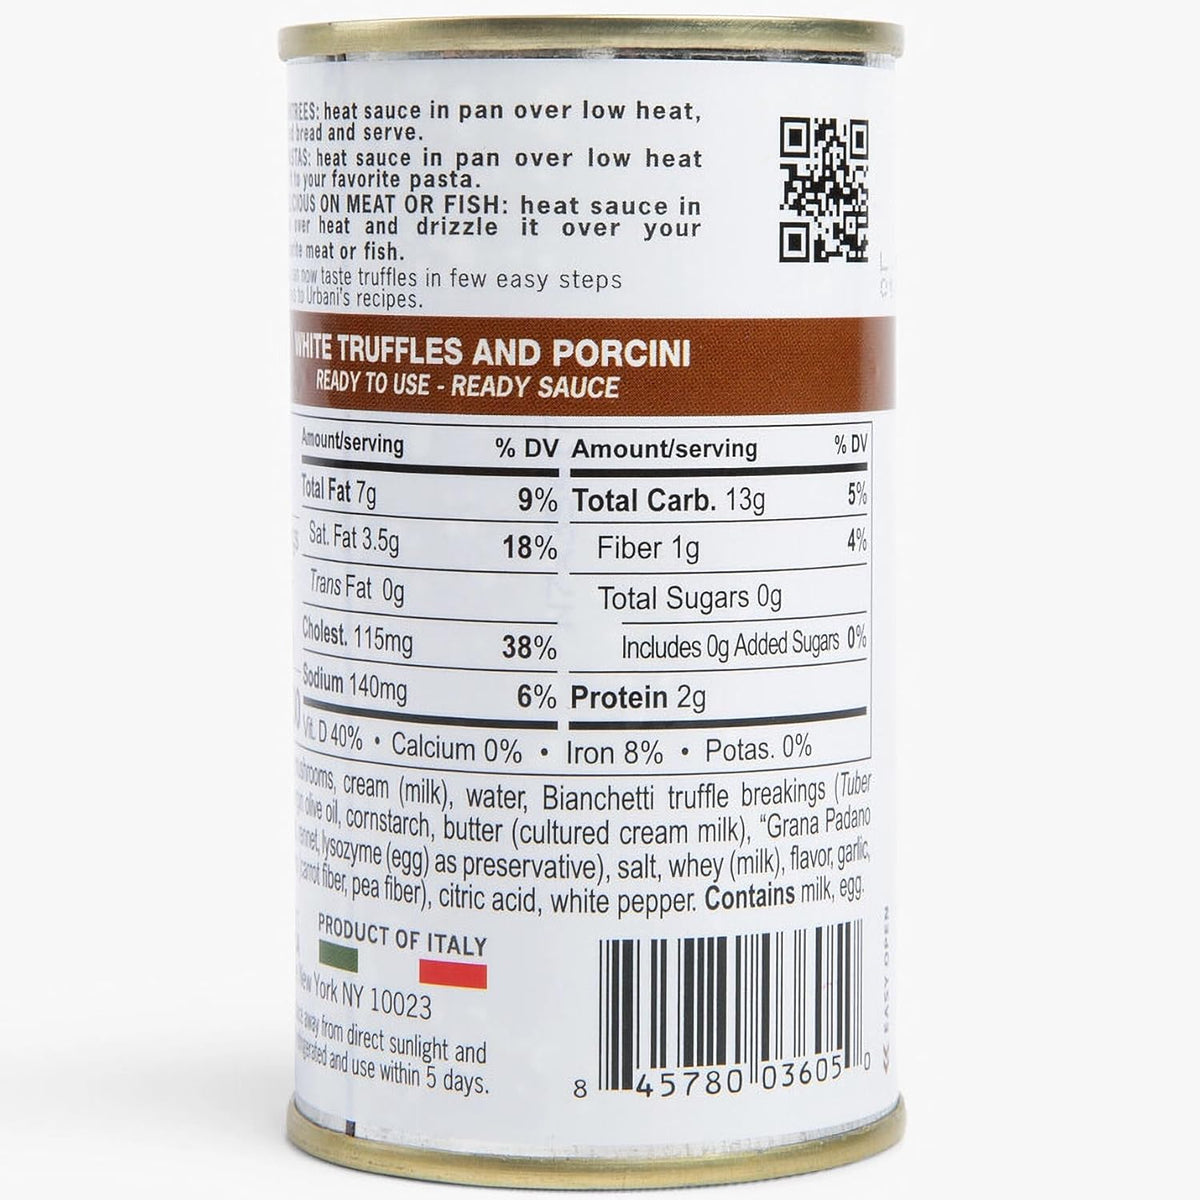 heat sauce in pan over low heat,
bread and serve.
heat sauce in pan over low heat
to your favorite pasta.
ON MEAT OR FISH: heat sauce in
over heat and drizzle it over your
meat or fish.
now taste truffles in few easy steps
to Urbani's recipes.
WHITE TRUFFLES AND PORCINI
READY TO USE - READY SAUCE
Amount/serving % DV Amount/serving % DV
Total Fat 7g 9% Total Carb. 13g 5%
Sat. Fat 3.5g 18% Fiber 1g 4%
Trans Fat 0g Total Sugars 0g
Cholest. 115mg 38% Includes 0g Added Sugars 0%
Sodium 140mg 6% Protein 2g
Vit. D 40% • Calcium 0% • Iron 8% • Potas. 0%
cream (milk), water, Bianchetti truffle breakings (Tuber
olive oil, cornstarch, butter (cultured cream milk), “Grana Padano
lysozyme (egg) as preservative), salt, whey (milk), flavor, garlic,
fiber, pea fiber), citric acid, white pepper. Contains milk, egg.
PRODUCT OF ITALY
New York NY 10023
away from direct sunlight and
and use within 5 days.
8 45780 03605 0
<< EASY OPEN